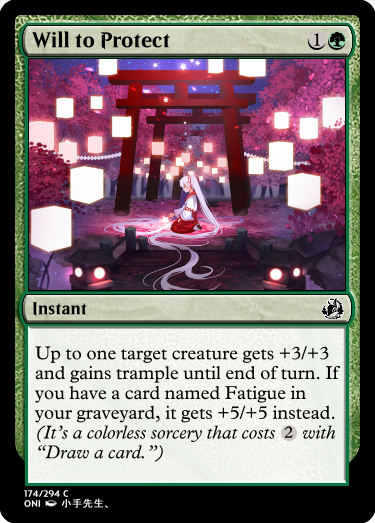 Will to Protect 1
Instant
Up to one target creature gets +3/+3
and gains trample until end of turn. If
you have a card named Fatigue in
your graveyard, it gets +5/+5 instead.
(It's a colorless sorcery that costs 2 with
“Draw a card.”)
174/294 C
ONI 小手先生、